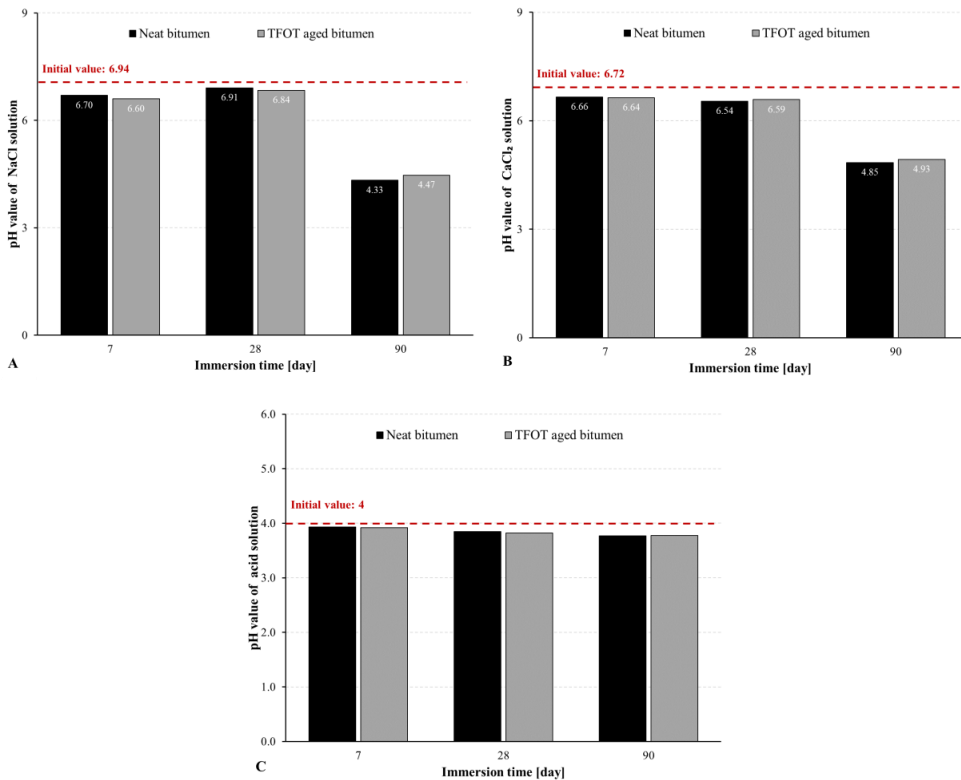 9
Neat bitumen TFOT aged bitumen
Initial value: 6.94
6
3
0
6.70 6.60 6.91 6.84 4.33 4.47
pH value of NaCl solution
7 28 90
Immersion time [day]
A
9
Neat bitumen TFOT aged bitumen
Initial value: 6.72
6
3
0
6.66 6.64 6.54 6.59 4.85 4.93
pH value of CaCl₂ solution
7 28 90
Immersion time [day]
B
6.0
Neat bitumen TFOT aged bitumen
5.0
Initial value: 4
4.0
3.0
2.0
1.0
0.0
pH value of acid solution
7 28 90
Immersion time [day]
C